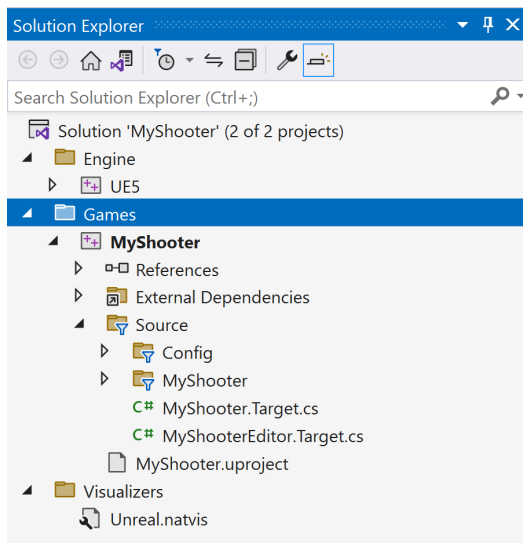 Solution Explorer
Search Solution Explorer (Ctrl+;)
Solution 'MyShooter' (2 of 2 projects)
Engine
UE5
Games
MyShooter
References
External Dependencies
Source
Config
MyShooter
C# MyShooter.Target.cs
C# MyShooterEditor.Target.cs
MyShooter.uproject
Visualizers
Unreal.natvis